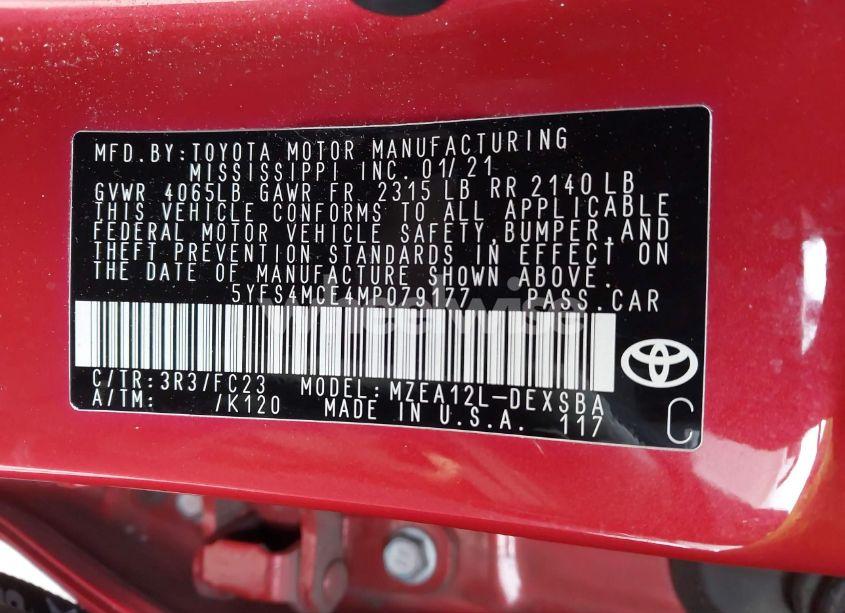 MFD.BY:TOYOTA MOTOR MANUFACTURING
MISSISSIPPI INC. 01/21
GVWR 4065LB GAWR FR 2315 LB RR 2140LB
THIS VEHICLE CONFORMS TO ALL APPLICABLE
FEDERAL MOTOR VEHICLE SAFETY,BUMPER,AND
THEFT PREVENTION STANDARDS IN EFFECT ON
THE DATE OF MANUFACTURE SHOWN ABOVE.
5YFS4MCE4MP079177 PASS.CAR
wheelwise
C/TR:3R3/FC23 MODEL:MZEA12L-DEXSBA
A/TM: /K120 MADE IN U.S.A. 117
C